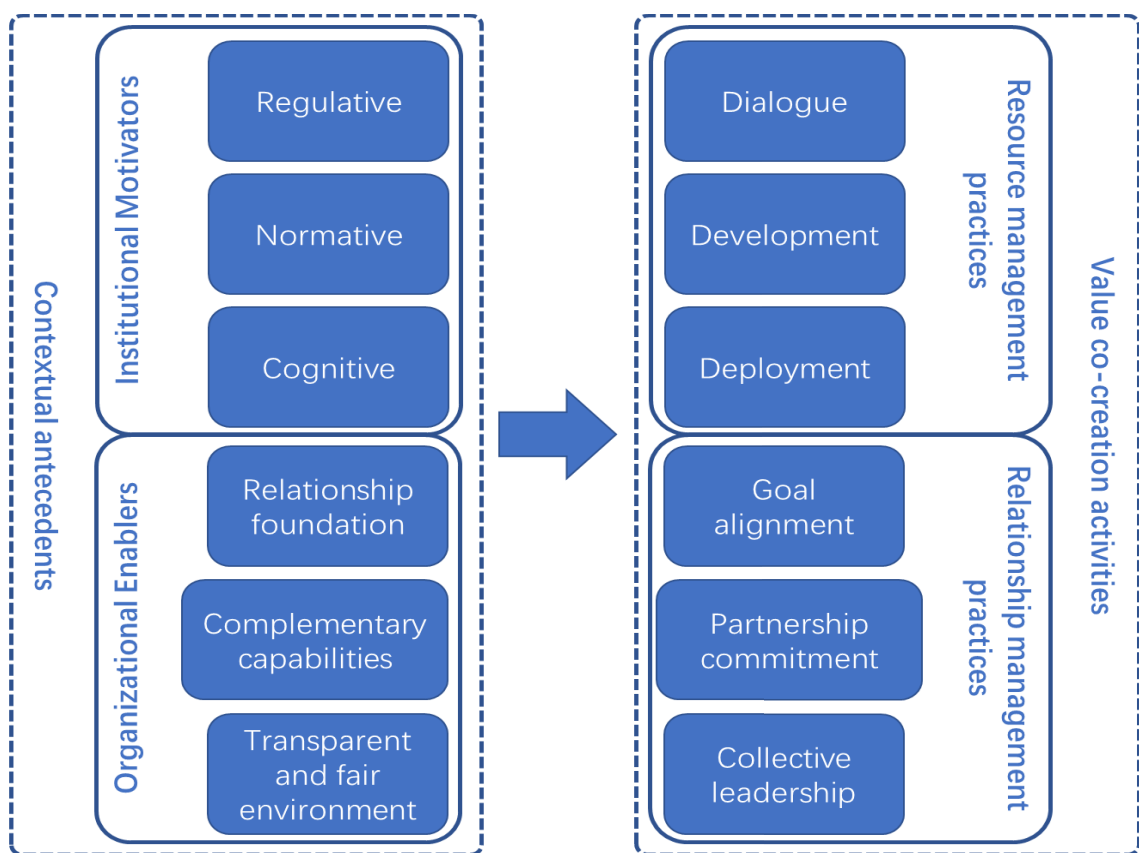 Contextual antecedents
Institutional Motivators
Regulative
Normative
Cognitive
Organizational Enablers
Relationship
foundation
Complementary
capabilities
Transparent
and fair
environment
Dialogue
Development
Deployment
Resource management
practices
Goal
alignment
Partnership
commitment
Collective
leadership
Relationship management
practices
Value co-creation activities